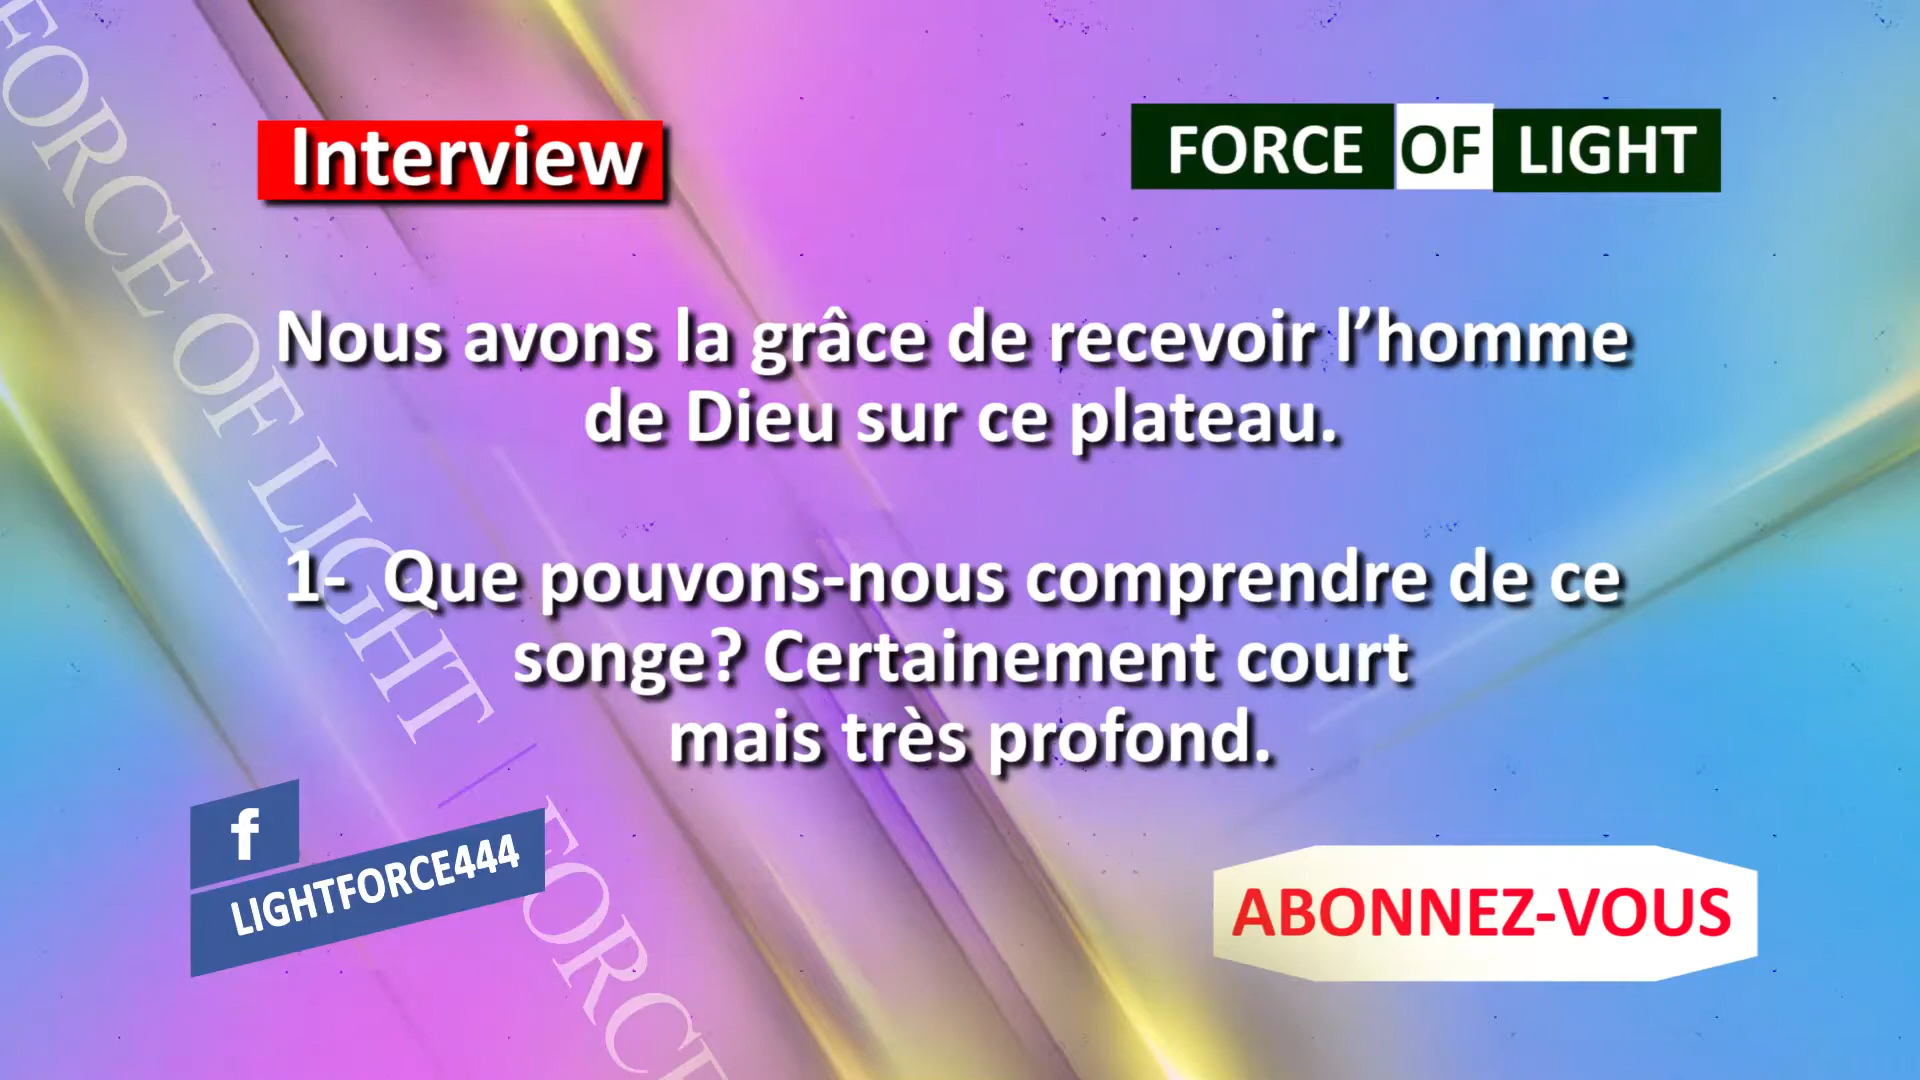 Interview
FORCE OF LIGHT
Nous avons la grâce de recevoir l’homme
de Dieu sur ce plateau.
1- Que pouvons-nous comprendre de ce
songe? Certainement court
mais très profond.
f
LIGHTFORCE444
ABONNEZ-VOUS
FORCE OF LIGHT | FORCE